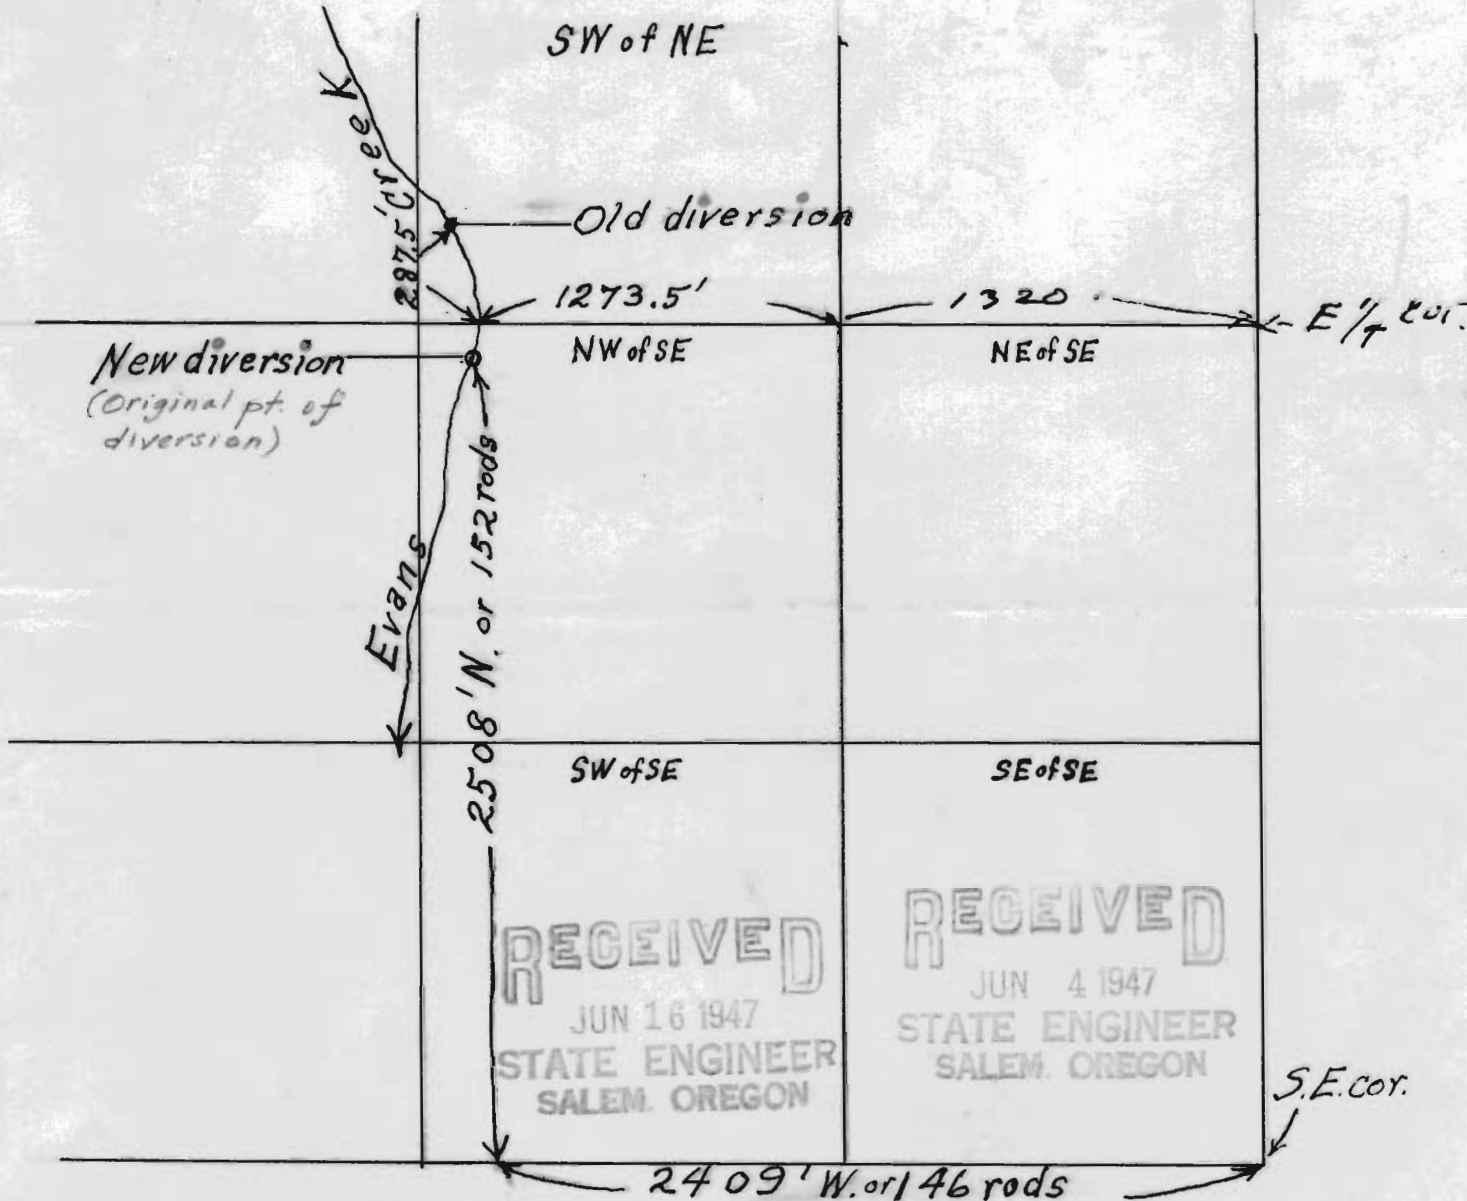 SW of NE
Creek
Old diversion
287.5'
1273.5'
1320
E 1/4 cor.
New diversion
(Original pt. of
diversion)
NW of SE
NE of SE
2508' N. or 152 rods
Evans
SW of SE
SE of SE
RECEIVED
JUN 16 1947
STATE ENGINEER
SALEM. OREGON
RECEIVED
JUN 4 1947
STATE ENGINEER
SALEM. OREGON
S.E. cor.
2409' W. or 146 rods